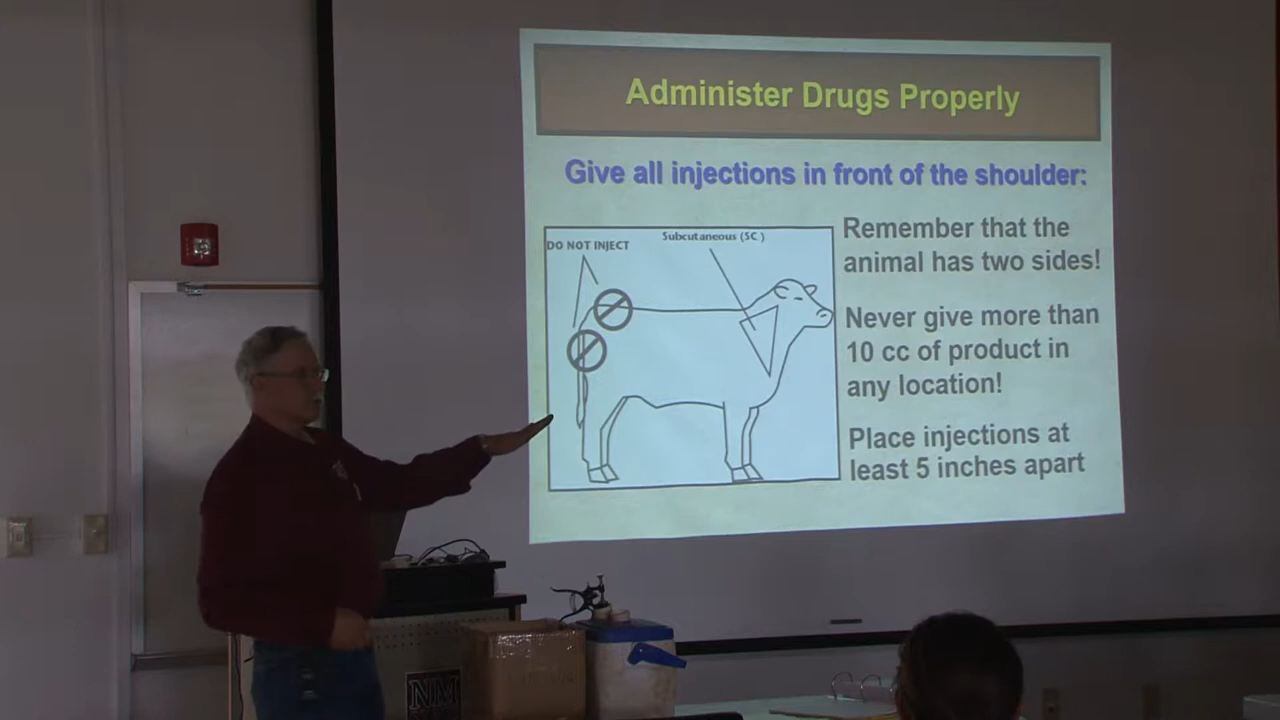 Administer Drugs Properly
Give all injections in front of the shoulder:
DO NOT INJECT
Subcutaneous (SC )
Remember that the
animal has two sides!
Never give more than
10 cc of product in
any location!
Place injections at
least 5 inches apart
NM